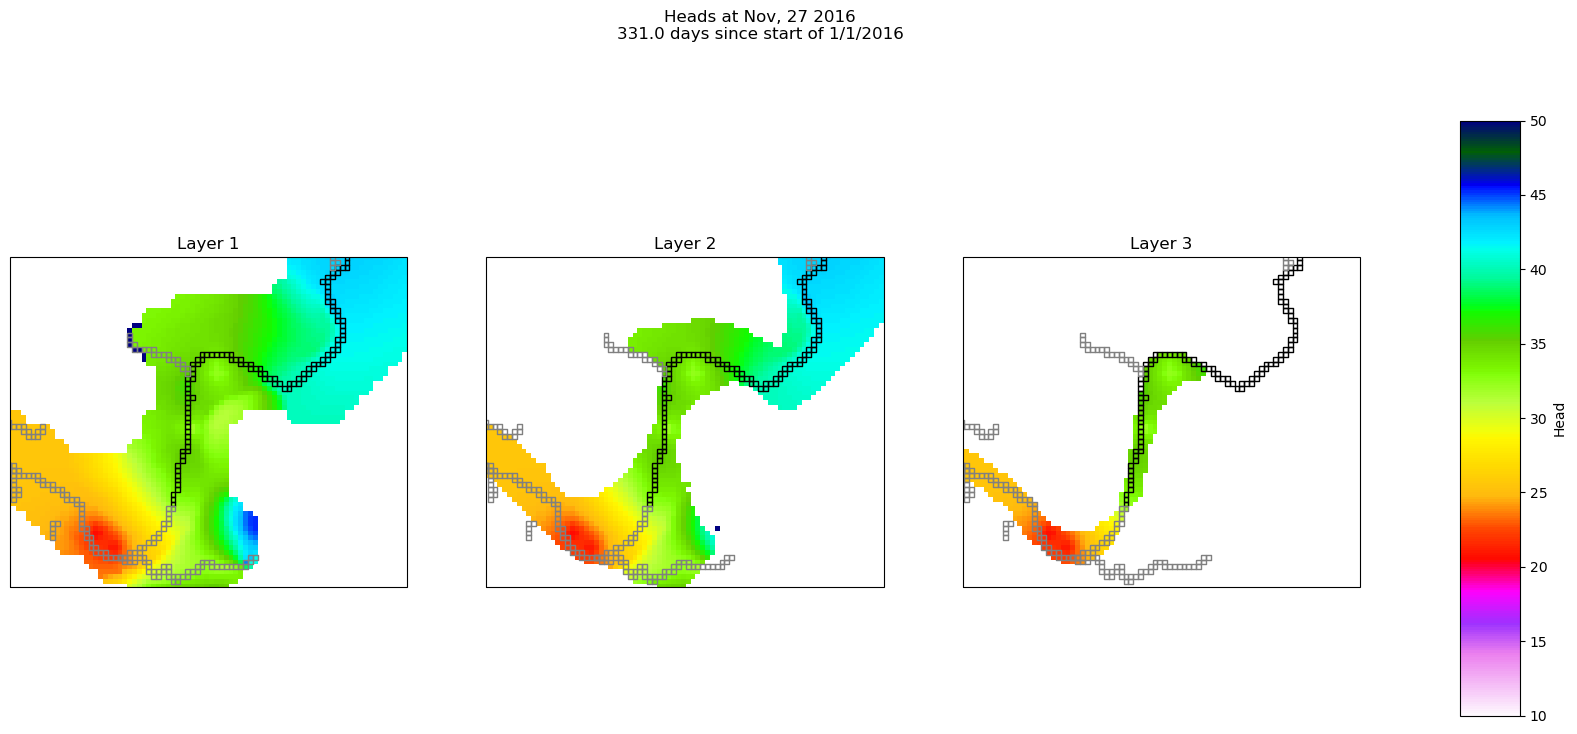 Heads at Nov, 27 2016
331.0 days since start of 1/1/2016
Layer 1
Layer 2
Layer 3
50
45
40
35
30
25
20
15
10
Head